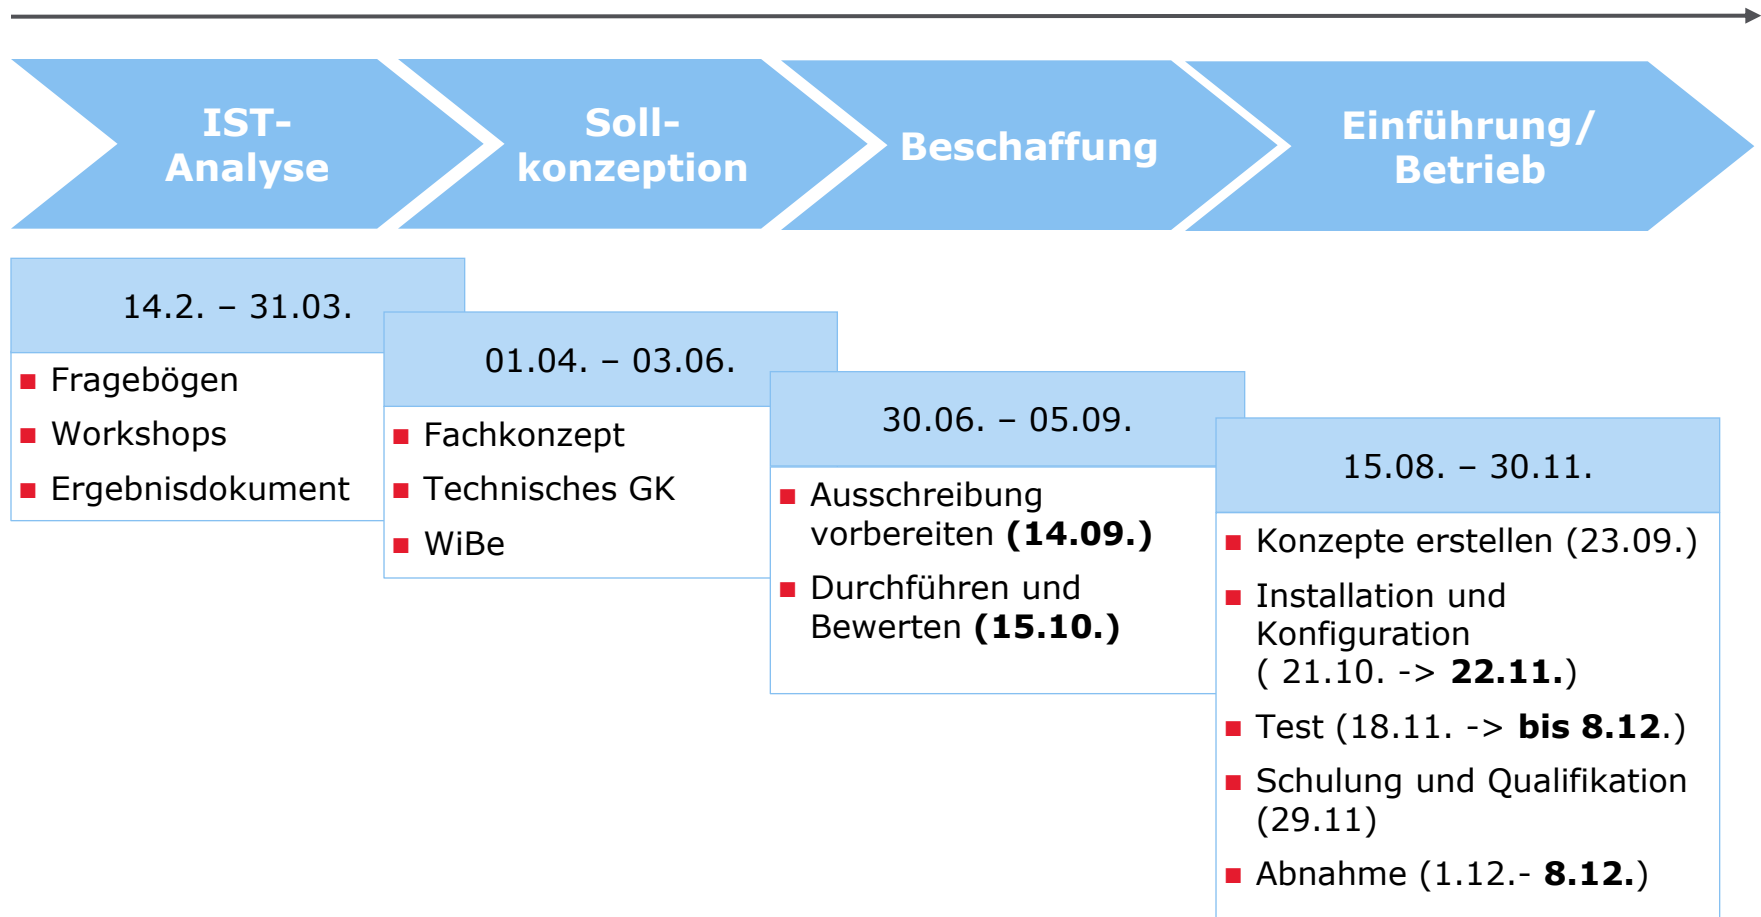 IST-
Analyse
Soll-
konzeption
Beschaffung
Einführung/
Betrieb
14.2. – 31.03.
Fragebögen
Workshops
Ergebnisdokument
01.04. – 03.06.
Fachkonzept
Technisches GK
WiBe
30.06. – 05.09.
Ausschreibung
vorbereiten (14.09.)
Durchführen und
Bewerten (15.10.)
15.08. – 30.11.
Konzepte erstellen (23.09.)
Installation und
Konfiguration
( 21.10. -> 22.11.)
Test (18.11. -> bis 8.12.)
Schulung und Qualifikation
(29.11)
Abnahme (1.12.- 8.12.)